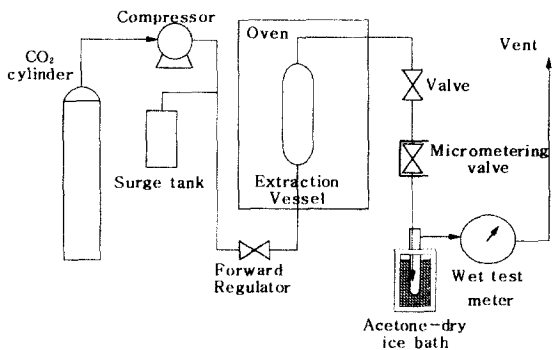 Compressor
CO2
cylinder
Surge tank
Oven
Extraction
Vessel
Forward
Regulator
Valve
Micrometering
valve
Vent
Wet test
meter
Acetone-dry
ice bath